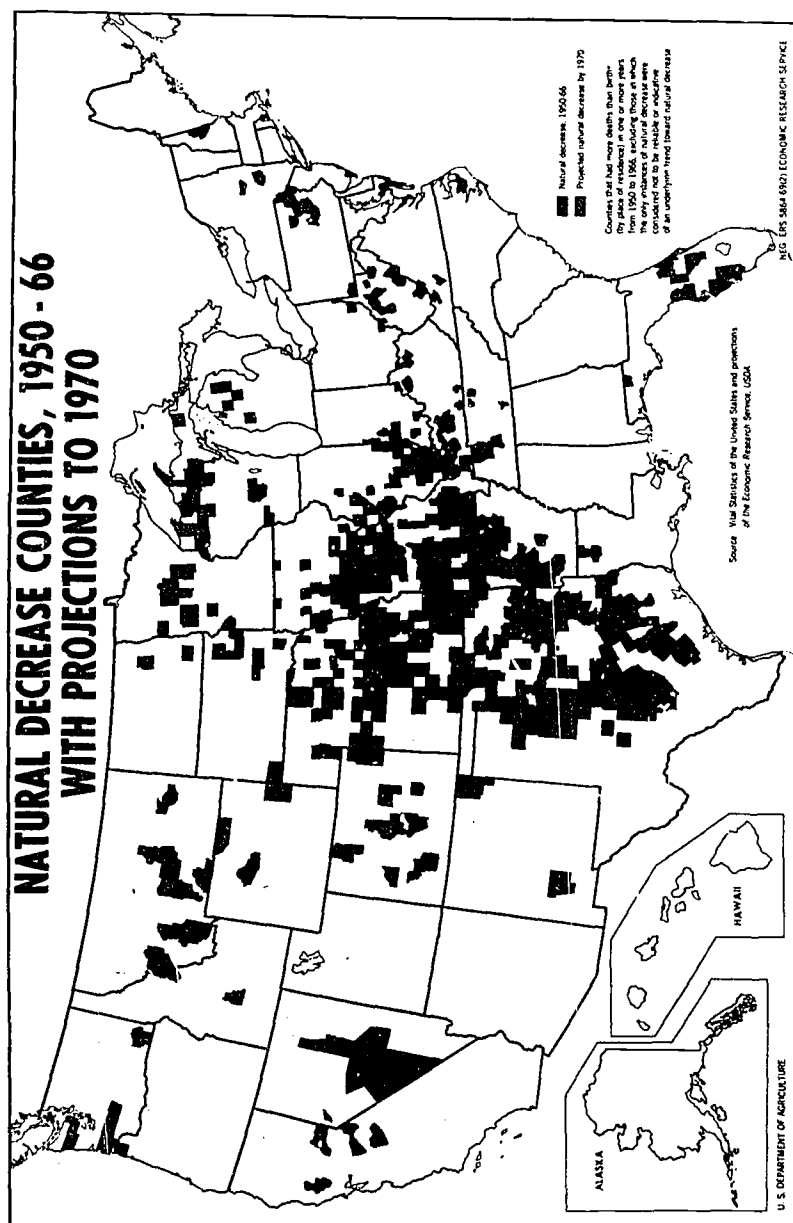 NATURAL DECREASE COUNTIES, 1950 - 66
WITH PROJECTIONS TO 1970
Natural decrease, 1950-66
Projected natural decrease by 1970
Counties that had more deaths than births
(by place of residence) in one or more years
from 1950 to 1966, excluding those in which
the only instances of natural decrease were
considered not to be reliable or indicative
of an underlying trend toward natural decrease
Source Vital Statistics of the United States and projections
of the Economic Research Service, USDA
ALASKA
HAWAII
U. S. DEPARTMENT OF AGRICULTURE
NEG. ERS 5864 69(2) ECONOMIC RESEARCH SERVICE